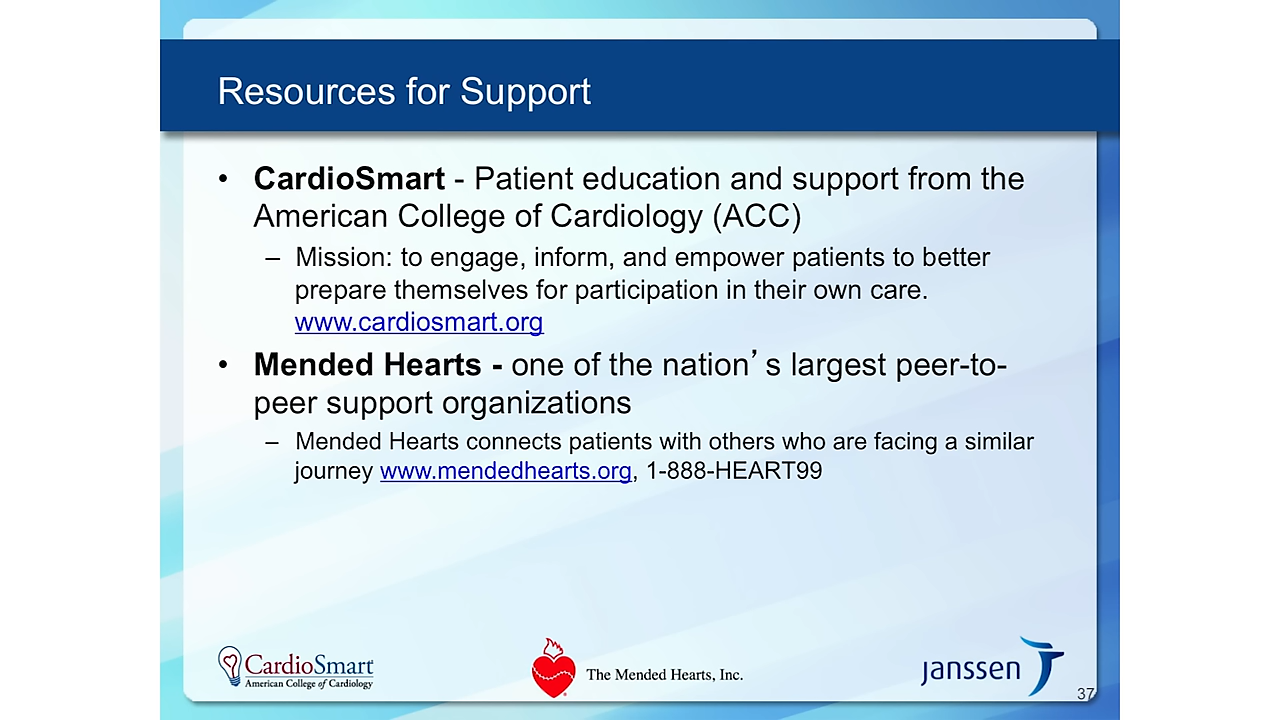 Resources for Support
• CardioSmart - Patient education and support from the
American College of Cardiology (ACC)
– Mission: to engage, inform, and empower patients to better
prepare themselves for participation in their own care.
www.cardiosmart.org
• Mended Hearts - one of the nation’s largest peer-to-
peer support organizations
– Mended Hearts connects patients with others who are facing a similar
journey www.mendedhearts.org, 1-888-HEART99
CardioSmart
American College of Cardiology
The Mended Hearts, Inc.
janssen
37